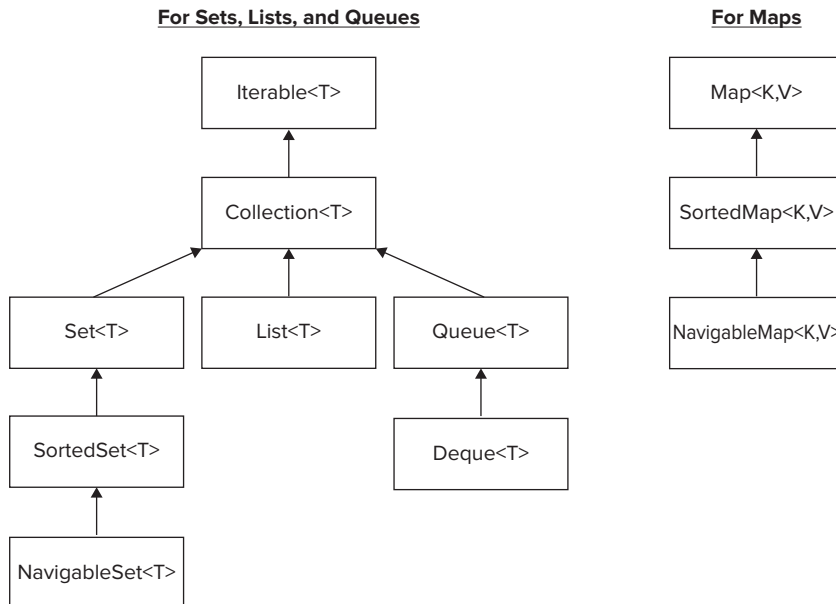 For Sets, Lists, and Queues
For Maps
Iterable<T>
Map<K,V>
Collection<T>
SortedMap<K,V>
Set<T>
List<T>
Queue<T>
NavigableMap<K,V>
SortedSet<T>
Deque<T>
NavigableSet<T>